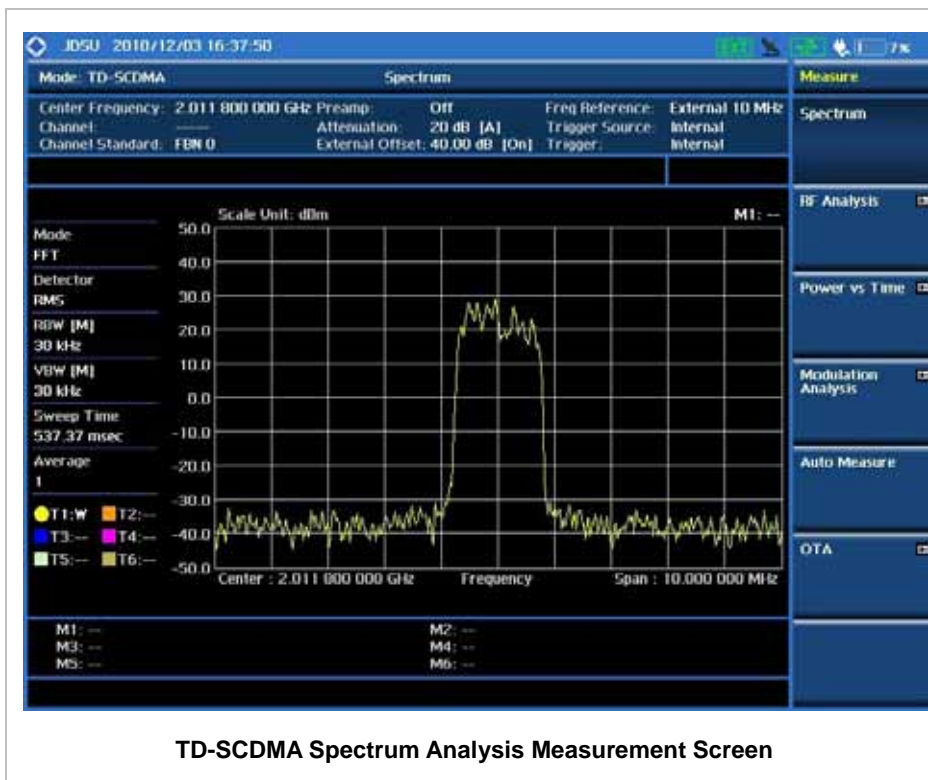 JDSU 2010/12/03 16:37:50 EXT 7%
Mode: TD-SCDMA Spectrum
Center Frequency: 2.011 800 000 GHz Preamp: Off Freq Reference: External 10 MHz
Channel: ---- Attenuation: 20 dB [A] Trigger Source: Internal
Channel Standard: FBN 0 External Offset: 40.00 dB [On] Trigger: Internal
Measure
Spectrum
RF Analysis
Power vs Time
Modulation
Analysis
Auto Measure
OTA
Scale Unit: dBm M1: --
Mode
FFT
Detector
RMS
RBW [M]
30 kHz
VBW [M]
30 kHz
Sweep Time
537.37 msec
Average
1
T1:W T2:--
T3:-- T4:--
T5:-- T6:--
50.0
40.0
30.0
20.0
10.0
0.0
-10.0
-20.0
-30.0
-40.0
-50.0
Center : 2.011 800 000 GHz Frequency Span : 10.000 000 MHz
M1: -- M2: --
M3: -- M4: --
M5: -- M6: --
TD-SCDMA Spectrum Analysis Measurement Screen